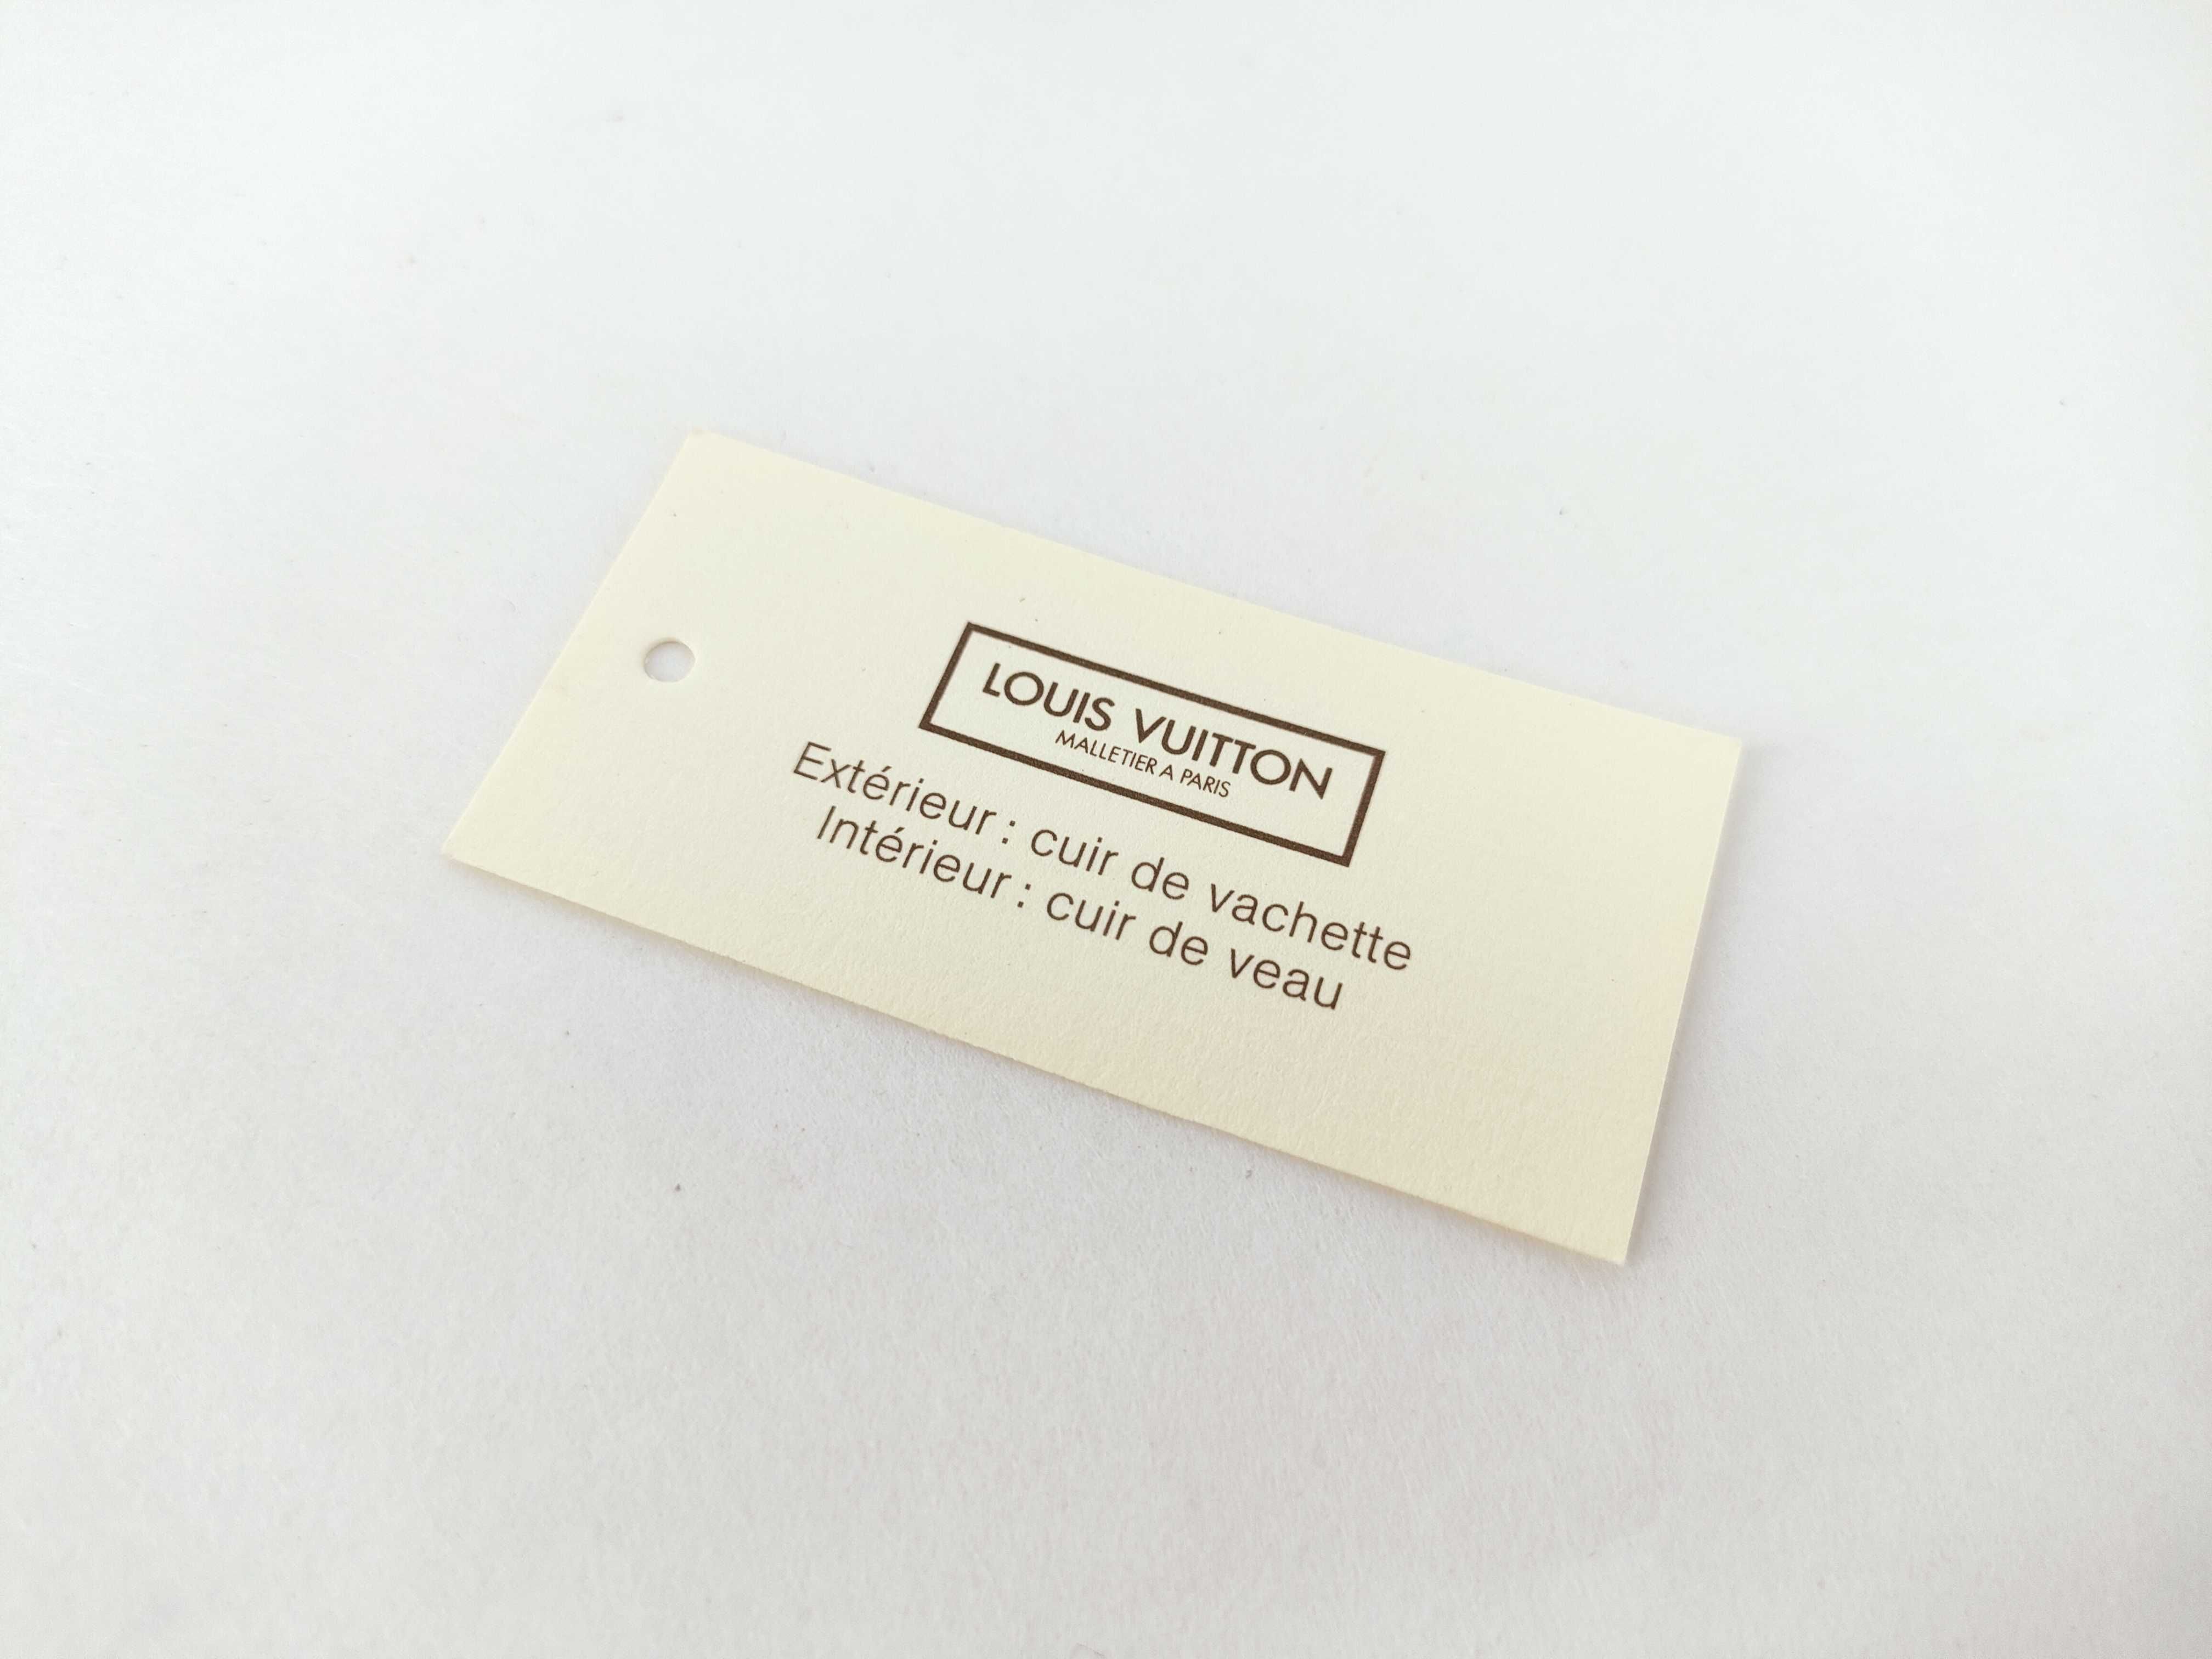 LOUIS VUITTON
MALLETIER A PARIS
Extérieur : cuir de vachette
Intérieur : cuir de veau